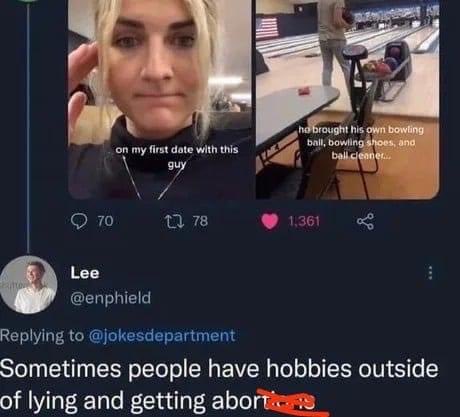 on my first date with this
guy
he brought his own bowling
ball, bowling shoes, and
ball cleaner...
70
78
1,361
Lee
@enphield
Replying to @jokesdepartment
Sometimes people have hobbies outside
of lying and getting abor